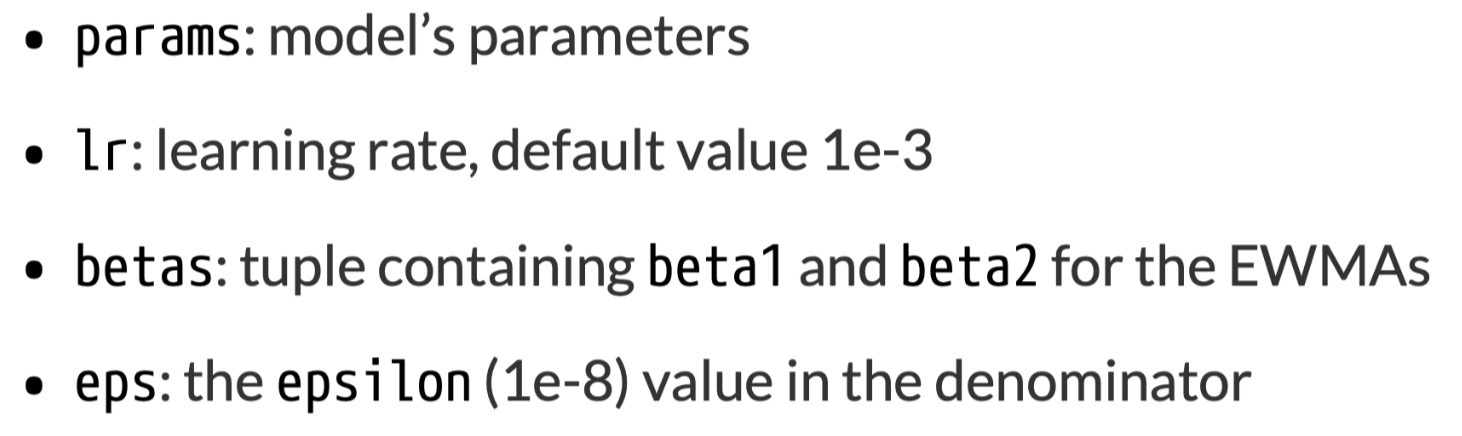 • params: model’s parameters
• lr: learning rate, default value 1e-3
• betas: tuple containing beta1 and beta2 for the EWMAs
• eps: the epsilon (1e-8) value in the denominator